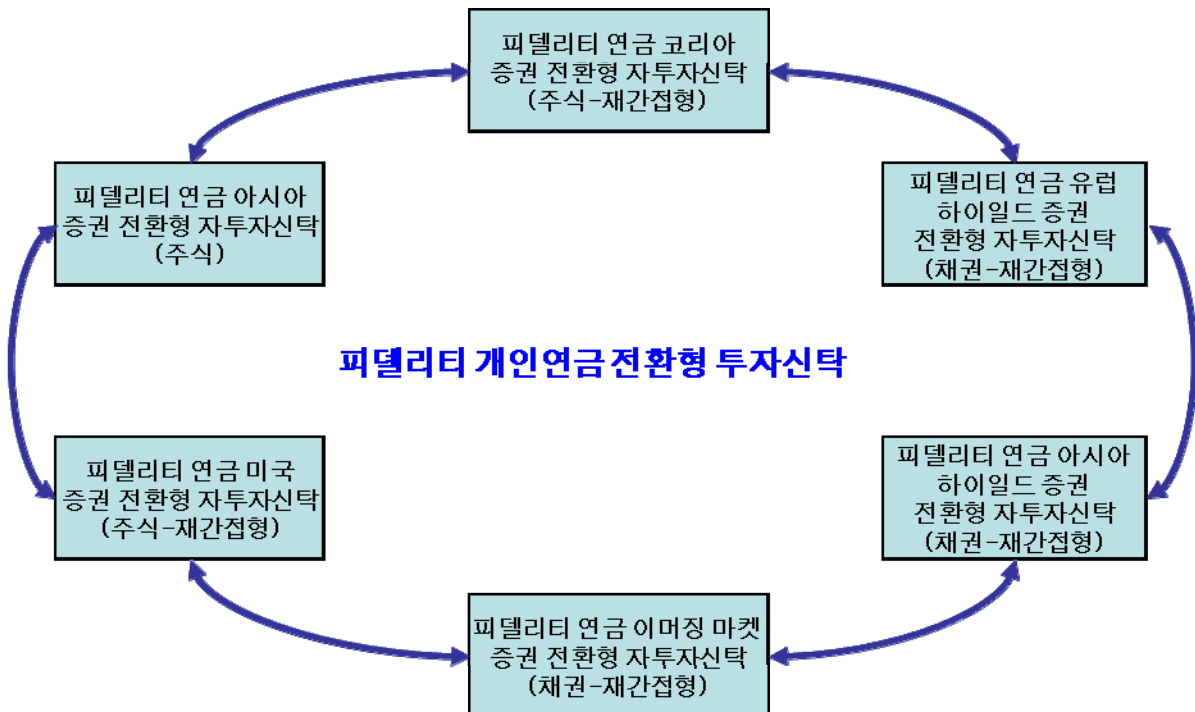 피델리티 연금 코리아
증권 전환형 자투자신탁
(주식-재간접형)
피델리티 연금 아시아
증권 전환형 자투자신탁
(주식)
피델리티 연금 유럽
하이일드 증권
전환형 자투자신탁
(채권-재간접형)
피델리티 개인연금 전환형 투자신탁
피델리티 연금 미국
증권 전환형 자투자신탁
(주식-재간접형)
피델리티 연금 아시아
하이일드 증권
전환형 자투자신탁
(채권-재간접형)
피델리티 연금 이머징 마켓
증권 전환형 자투자신탁
(채권-재간접형)